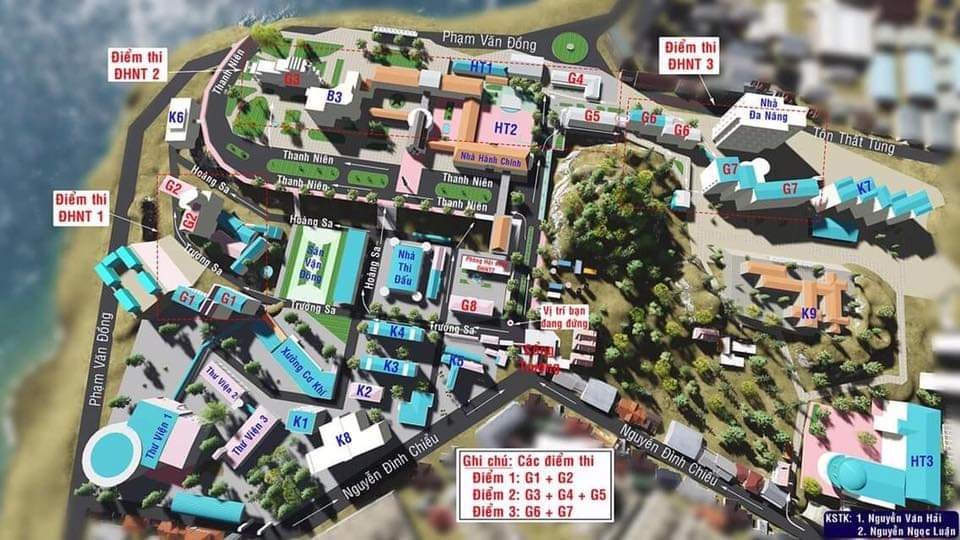 Phạm Văn Đồng
Điểm thi
ĐHNT 2
Điểm thi
ĐHNT 3
Thanh Niên
G3
HT1
G4
B3
Nhà
Đa Năng
K6
G5
G6
G6
HT2
Tôn Thất Tùng
Nhà Hành Chính
Thanh Niên
Thanh Niên
Thanh Niên
Hoàng Sa
G7
G7
K7
Điểm thi
ĐHNT 1
G2
G2
Hoàng Sa
Trường Sa
Sân
Vận
Động
Hoàng Sa
Nhà
Thi
Đấu
G1
G1
Trường Sa
G8
Vị trí bạn
đang đứng
K9
Trường Sa
K4
K3
Xưởng Cơ Khí
K2
Phạm Văn Đồng
Thư Viện 2
Thư Viện 3
Thư Viện 1
K1
K8
Nguyễn Đình Chiểu
Nguyễn Đình Chiểu
HT3
Ghi chú: Các điểm thi
Điểm 1: G1 + G2
Điểm 2: G3 + G4 + G5
Điểm 3: G6 + G7
KSTK: 1. Nguyễn Văn Hải
2. Nguyễn Ngọc Luận